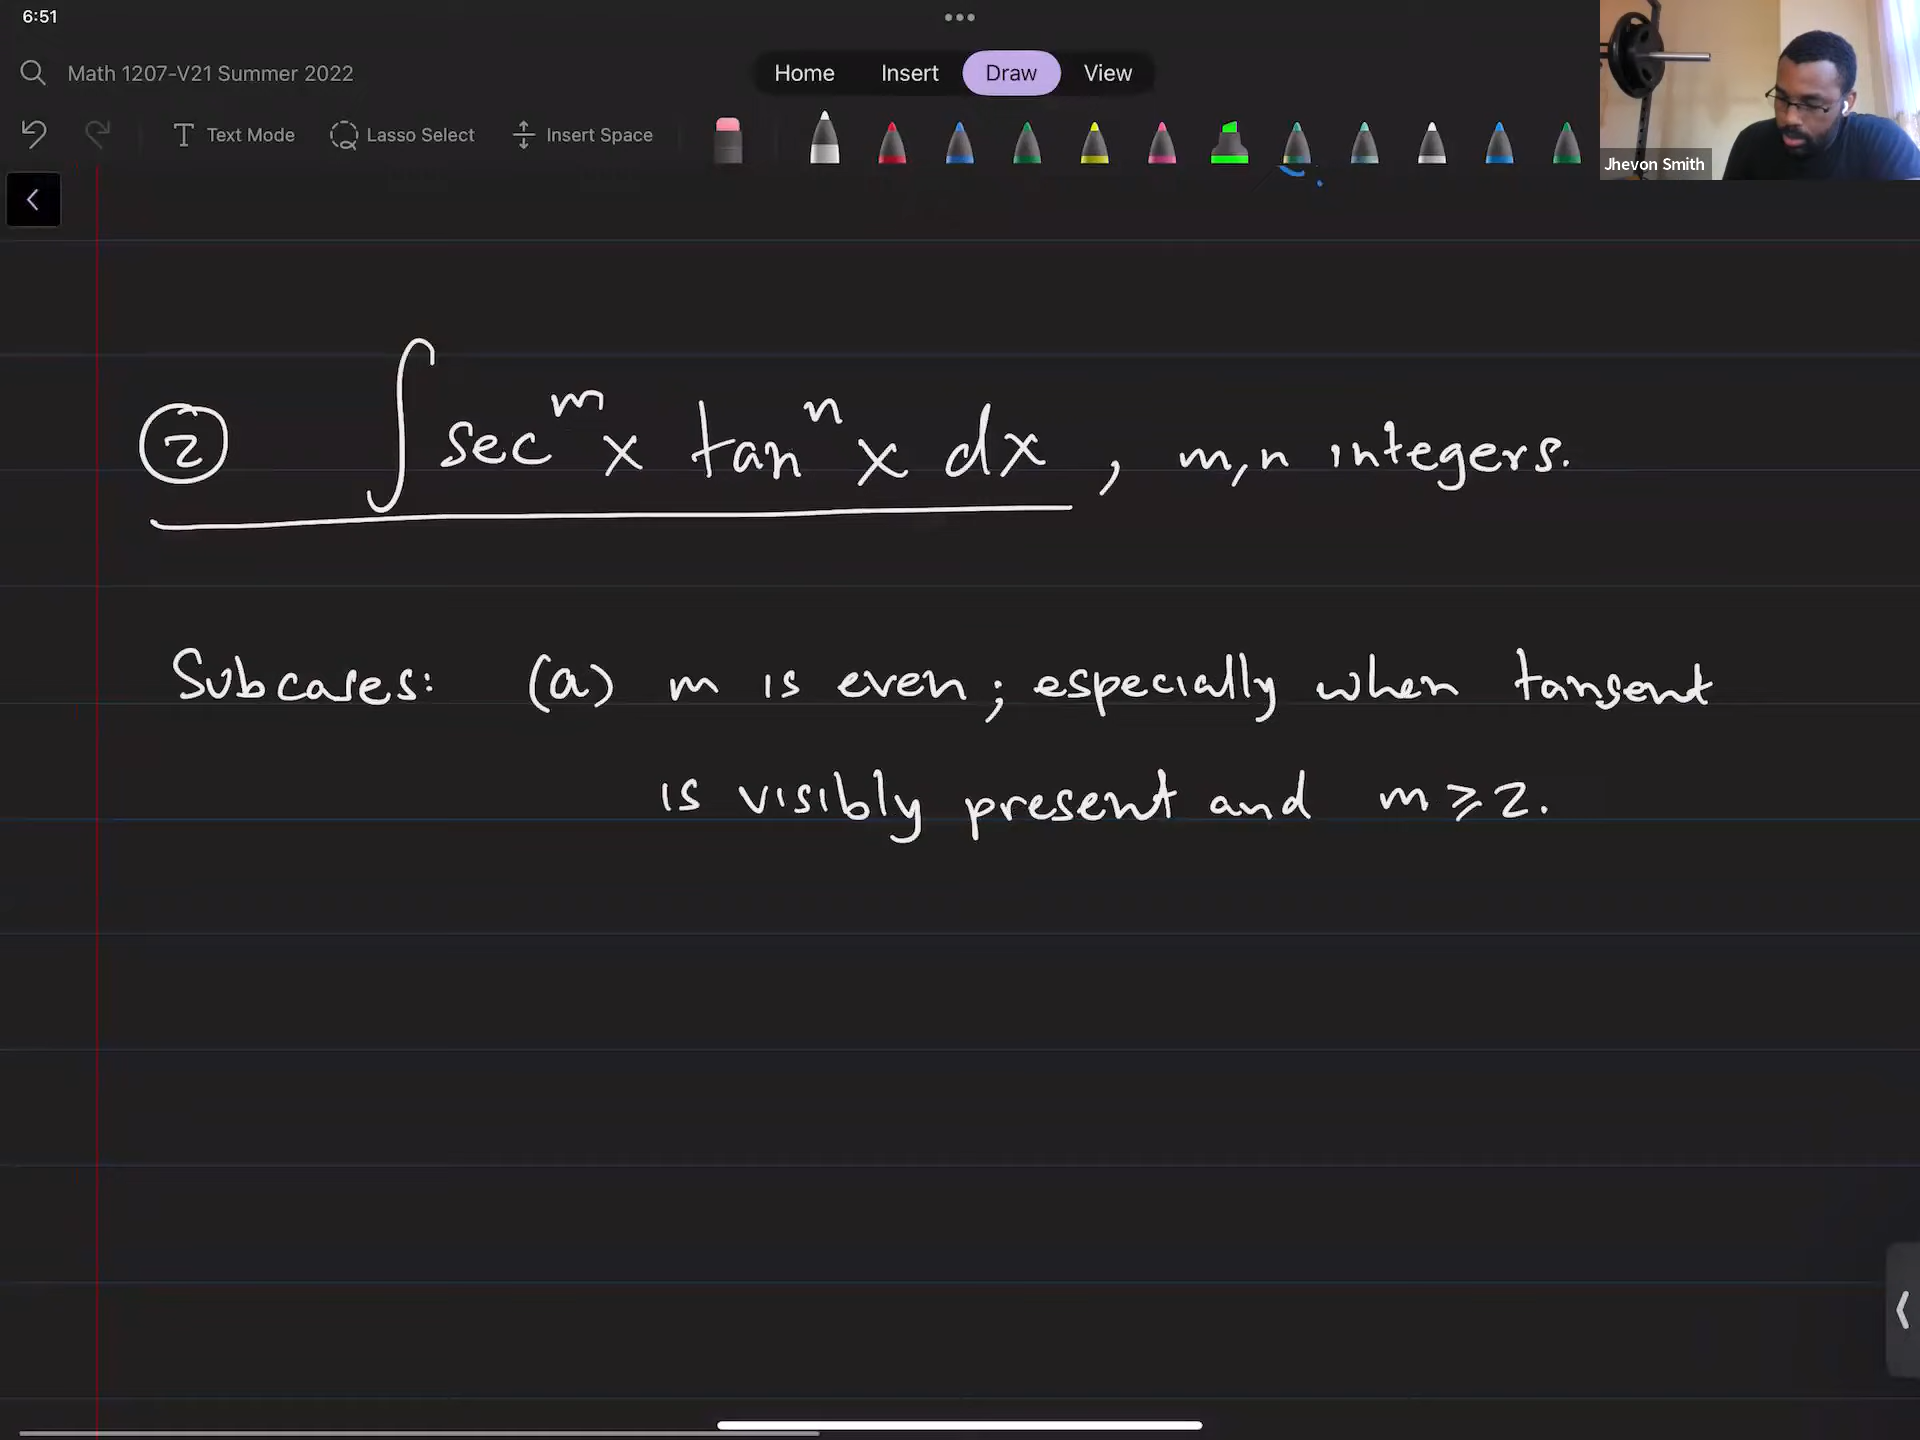 6:51
Math 1207-V21 Summer 2022
Home Insert Draw View
Text Mode Lasso Select Insert Space
Jhevon Smith
② ∫ sec^m x tan^n x dx , m,n integers.
Subcases: (a) m is even; especially when tangent
is visibly present and m ⩾ 2.